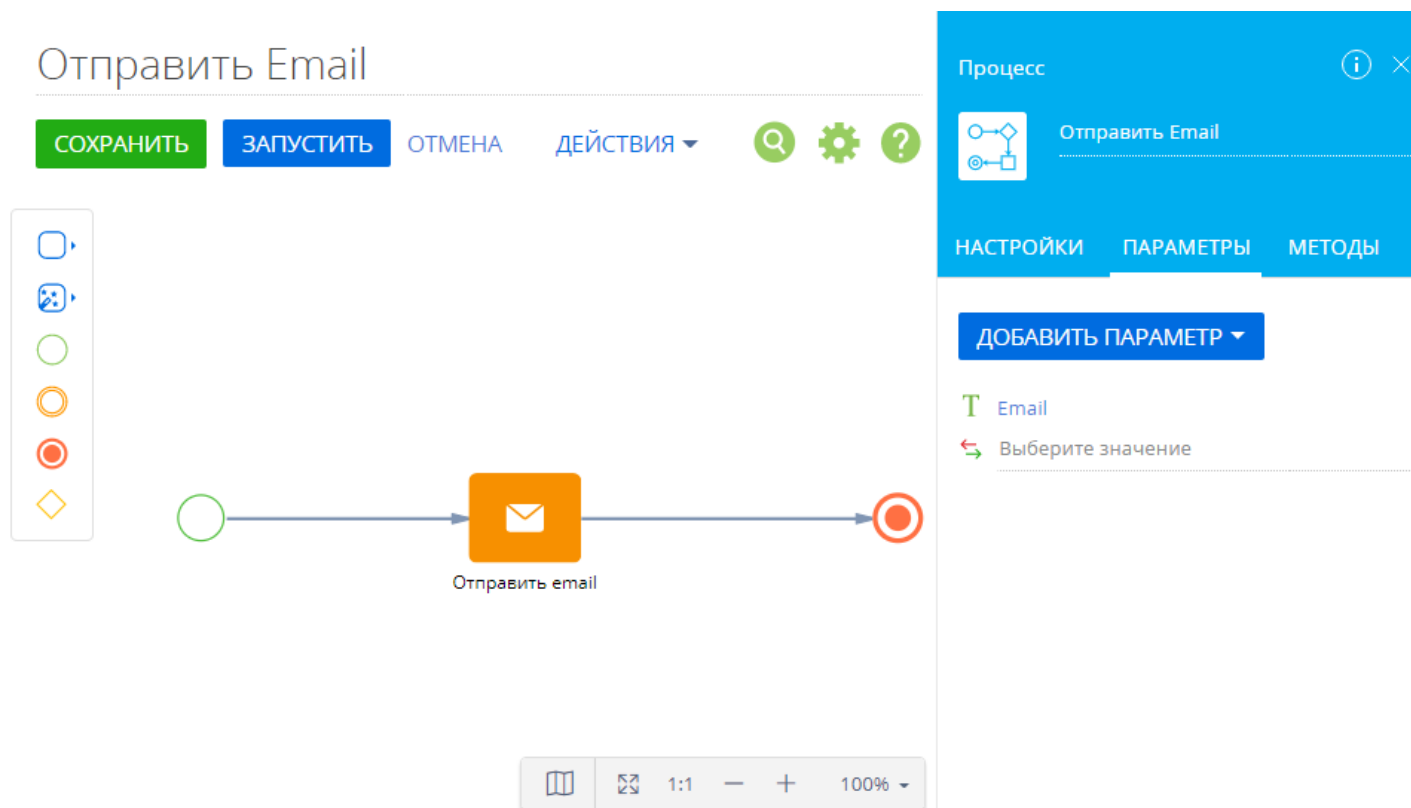 Отправить Email
СОХРАНИТЬ
ЗАПУСТИТЬ
ОТМЕНА
ДЕЙСТВИЯ
?
Отправить email
1:1
100%
Процесс
i
Отправить Email
НАСТРОЙКИ
ПАРАМЕТРЫ
МЕТОДЫ
ДОБАВИТЬ ПАРАМЕТР
T Email
Выберите значение